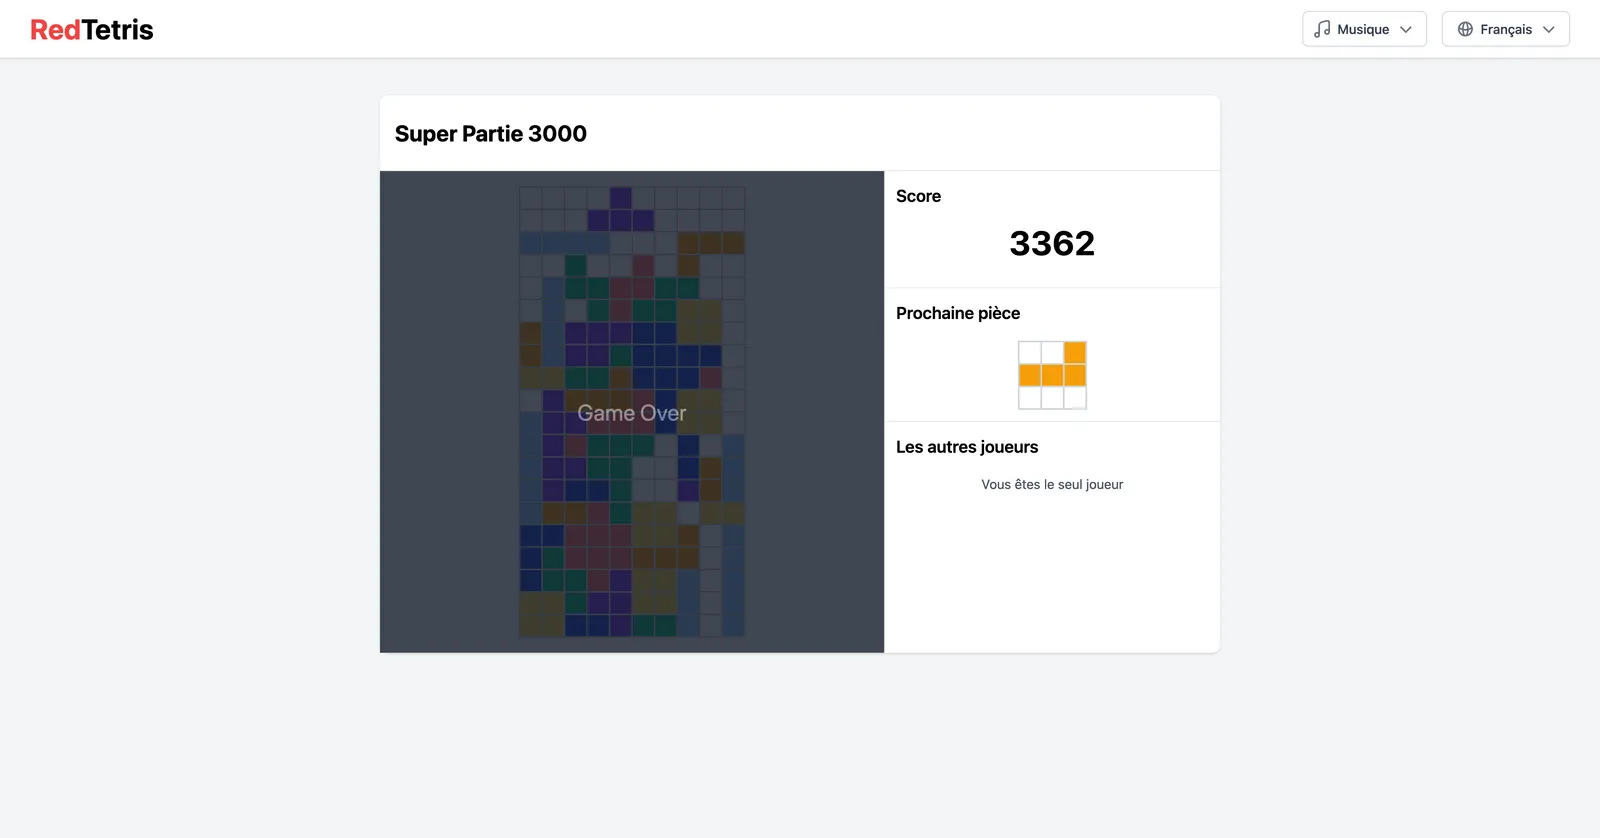 RedTetris
Musique
Français
Super Partie 3000
Game Over
Score
3362
Prochaine pièce
Les autres joueurs
Vous êtes le seul joueur